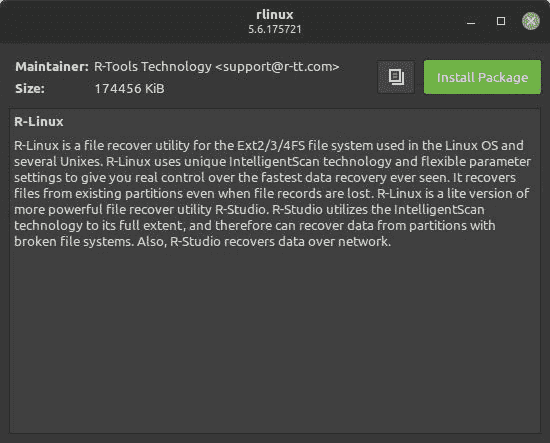 rlinux
5.6.175721
Maintainer: R-Tools Technology <support@r-tt.com>
Size: 174456 KiB
Install Package
R-Linux
R-Linux is a file recover utility for the Ext2/3/4FS file system used in the Linux OS and
several Unixes. R-Linux uses unique IntelligentScan technology and flexible parameter
settings to give you real control over the fastest data recovery ever seen. It recovers
files from existing partitions even when file records are lost. R-Linux is a lite version of
more powerful file recover utility R-Studio. R-Studio utilizes the IntelligentScan
technology to its full extent, and therefore can recover data from partitions with
broken file systems. Also, R-Studio recovers data over network.